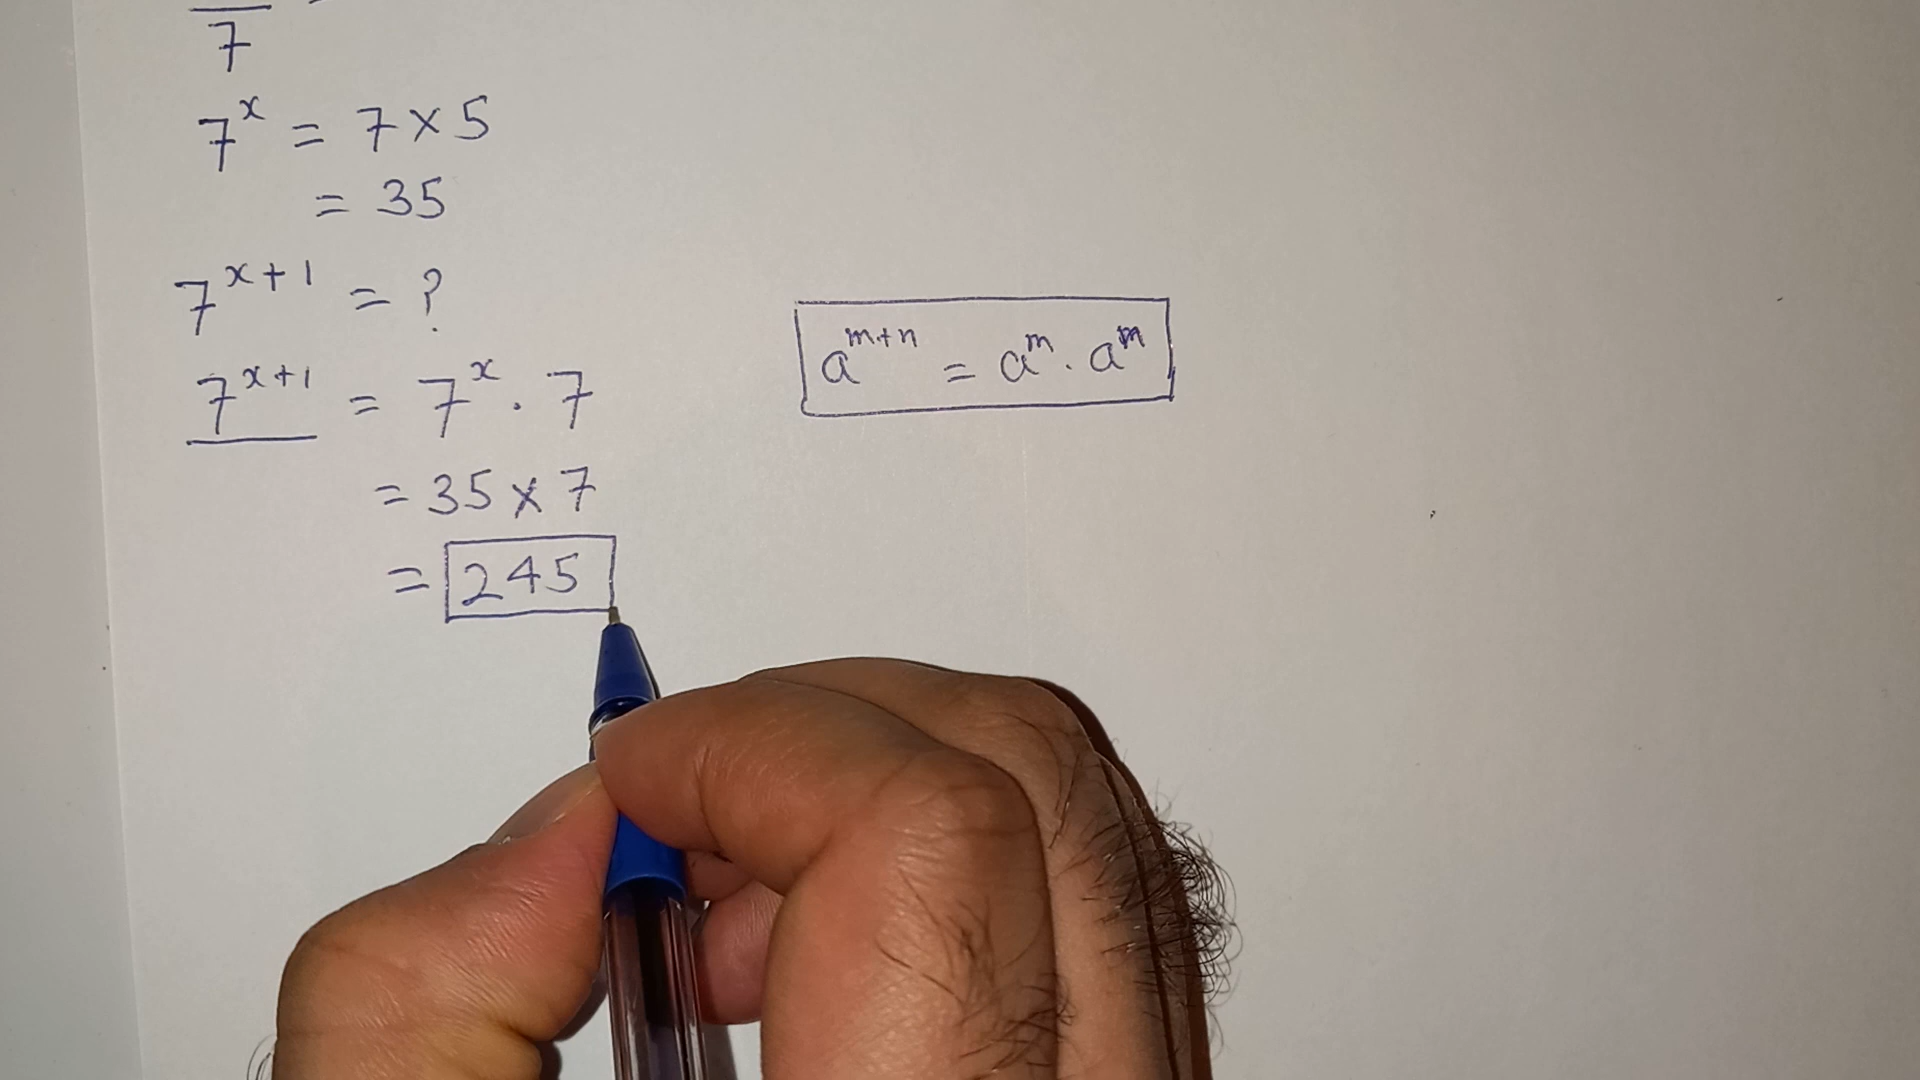 7
7^x = 7 × 5
= 35
7^{x+1} = ?
7^{x+1} = 7^x · 7
= 35 × 7
= 245
a^{m+n} = a^m · a^m